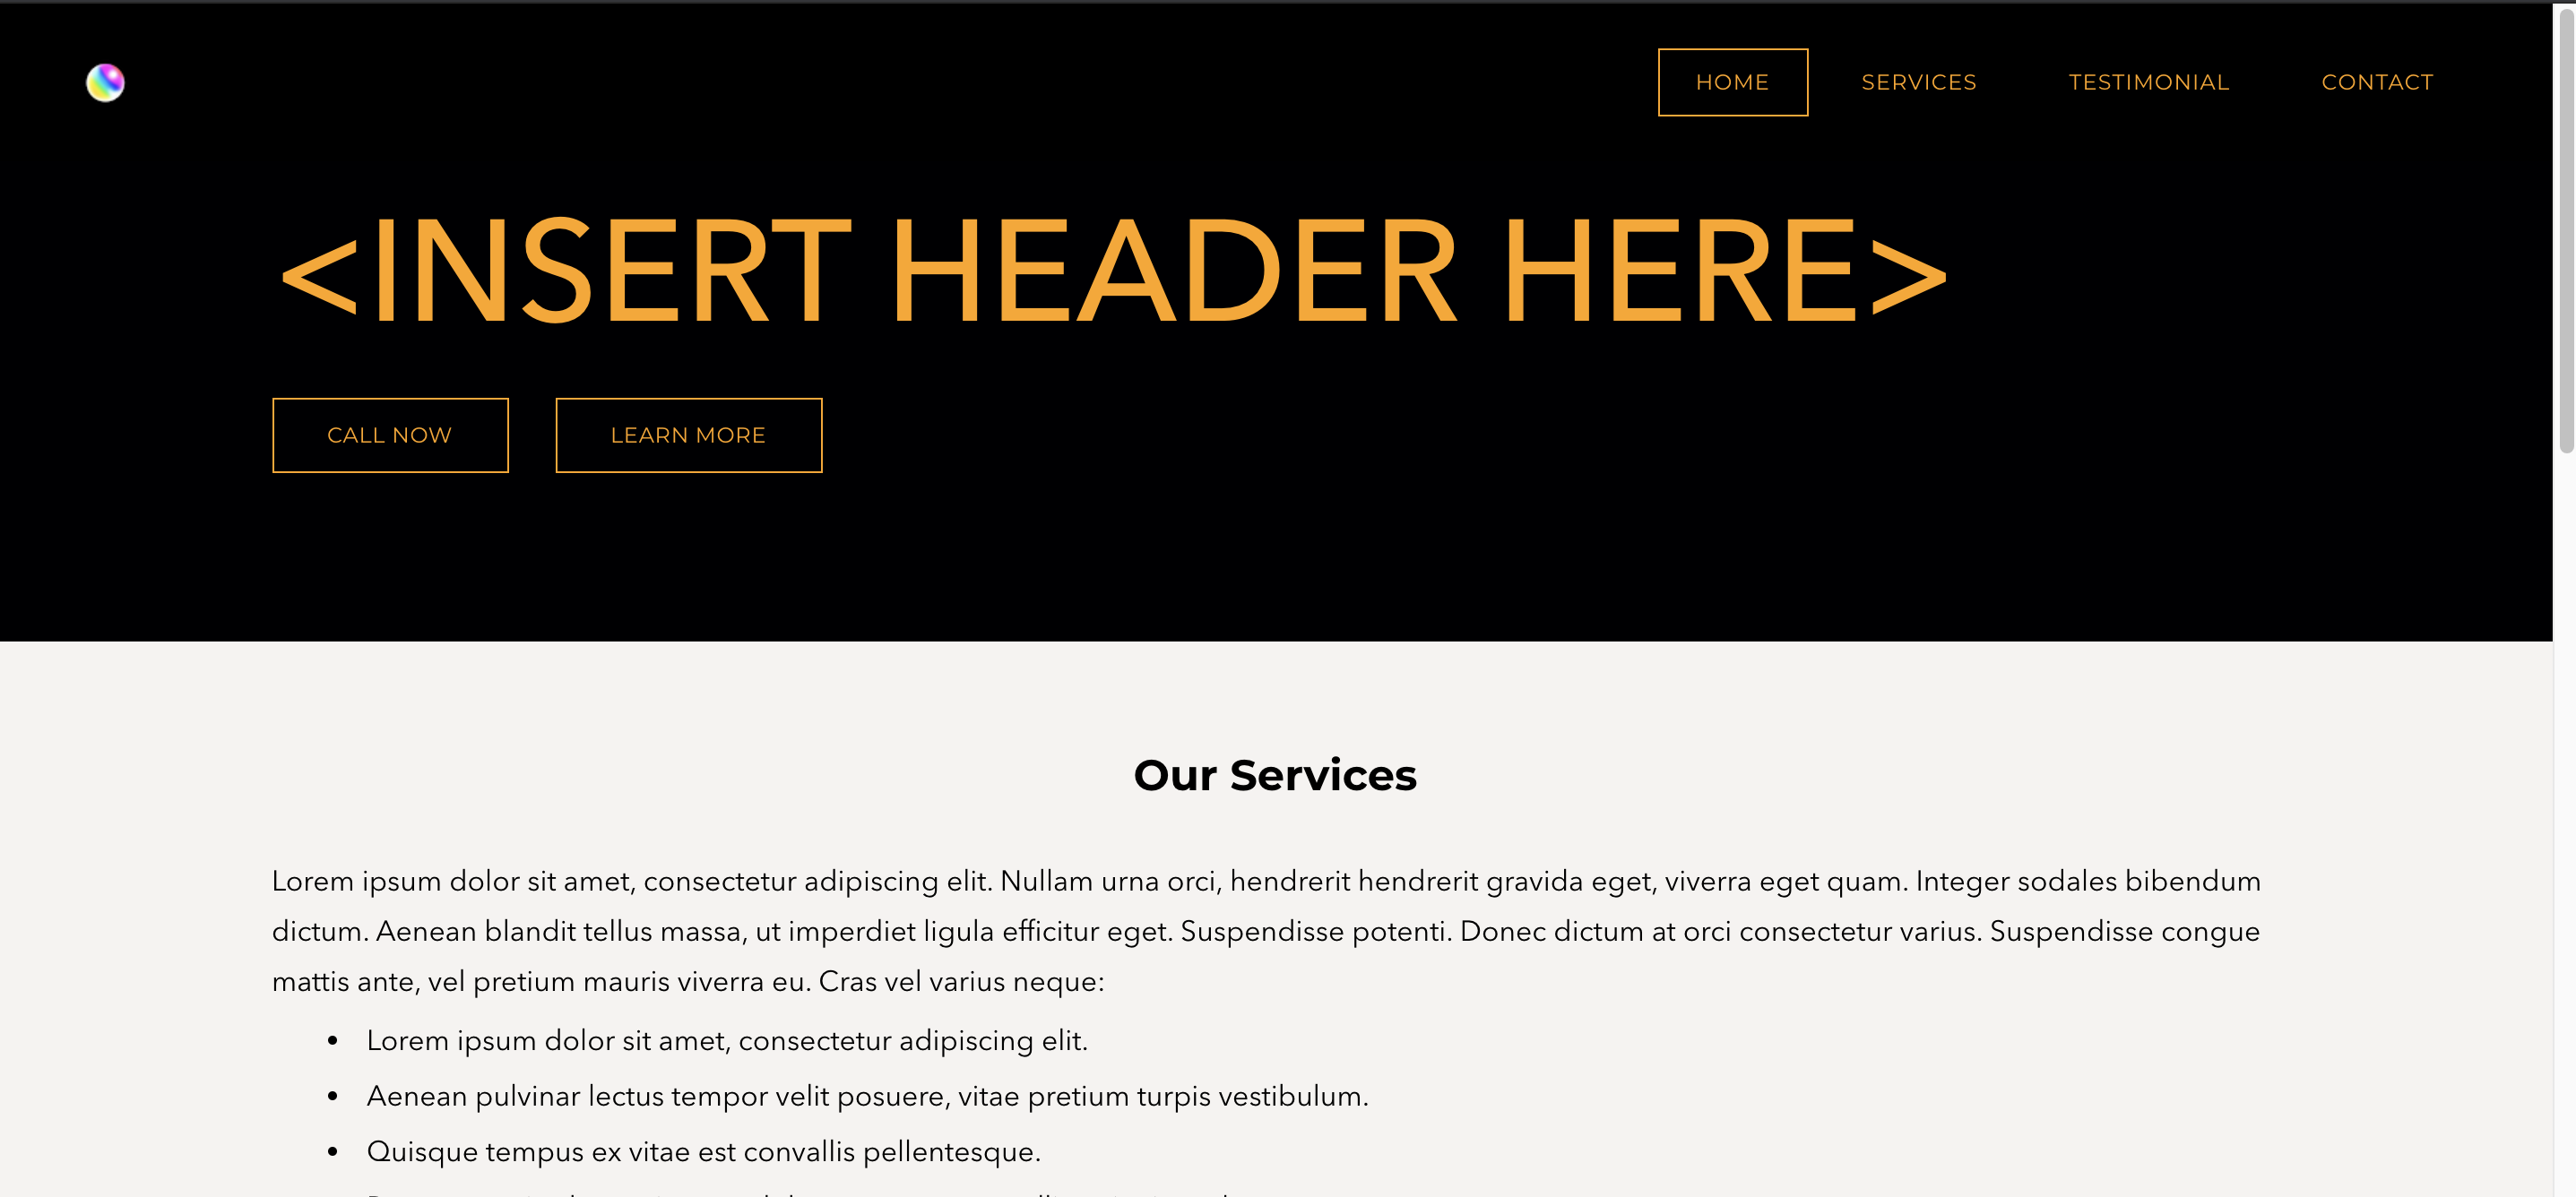 HOME SERVICES TESTIMONIAL CONTACT
<INSERT HEADER HERE>
CALL NOW LEARN MORE
Our Services
Lorem ipsum dolor sit amet, consectetur adipiscing elit. Nullam urna orci, hendrerit hendrerit gravida eget, viverra eget quam. Integer sodales bibendum
dictum. Aenean blandit tellus massa, ut imperdiet ligula efficitur eget. Suspendisse potenti. Donec dictum at orci consectetur varius. Suspendisse congue
mattis ante, vel pretium mauris viverra eu. Cras vel varius neque:
• Lorem ipsum dolor sit amet, consectetur adipiscing elit.
• Aenean pulvinar lectus tempor velit posuere, vitae pretium turpis vestibulum.
• Quisque tempus ex vitae est convallis pellentesque.